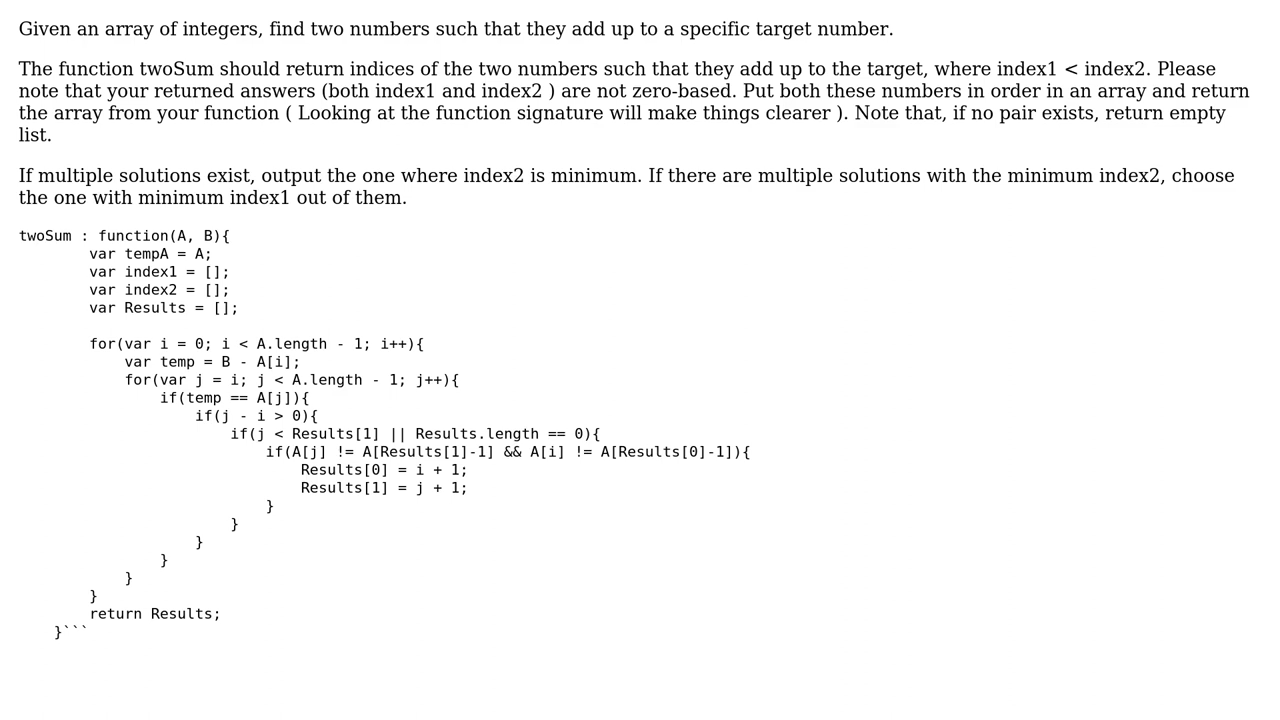 Given an array of integers, find two numbers such that they add up to a specific target number.
The function twoSum should return indices of the two numbers such that they add up to the target, where index1 < index2. Please
note that your returned answers (both index1 and index2 ) are not zero-based. Put both these numbers in order in an array and return
the array from your function ( Looking at the function signature will make things clearer ). Note that, if no pair exists, return empty
list.
If multiple solutions exist, output the one where index2 is minimum. If there are multiple solutions with the minimum index2, choose
the one with minimum index1 out of them.
twoSum : function(A, B){
        var tempA = A;
        var index1 = [];
        var index2 = [];
        var Results = [];

        for(var i = 0; i < A.length - 1; i++){
            var temp = B - A[i];
            for(var j = i; j < A.length - 1; j++){
                if(temp == A[j]){
                    if(j - i > 0){
                        if(j < Results[1] || Results.length == 0){
                            if(A[j] != A[Results[1]-1] && A[i] != A[Results[0]-1]){
                                Results[0] = i + 1;
                                Results[1] = j + 1;
                            }
                        }
                    }
                }
            }
        }
        return Results;
    }```